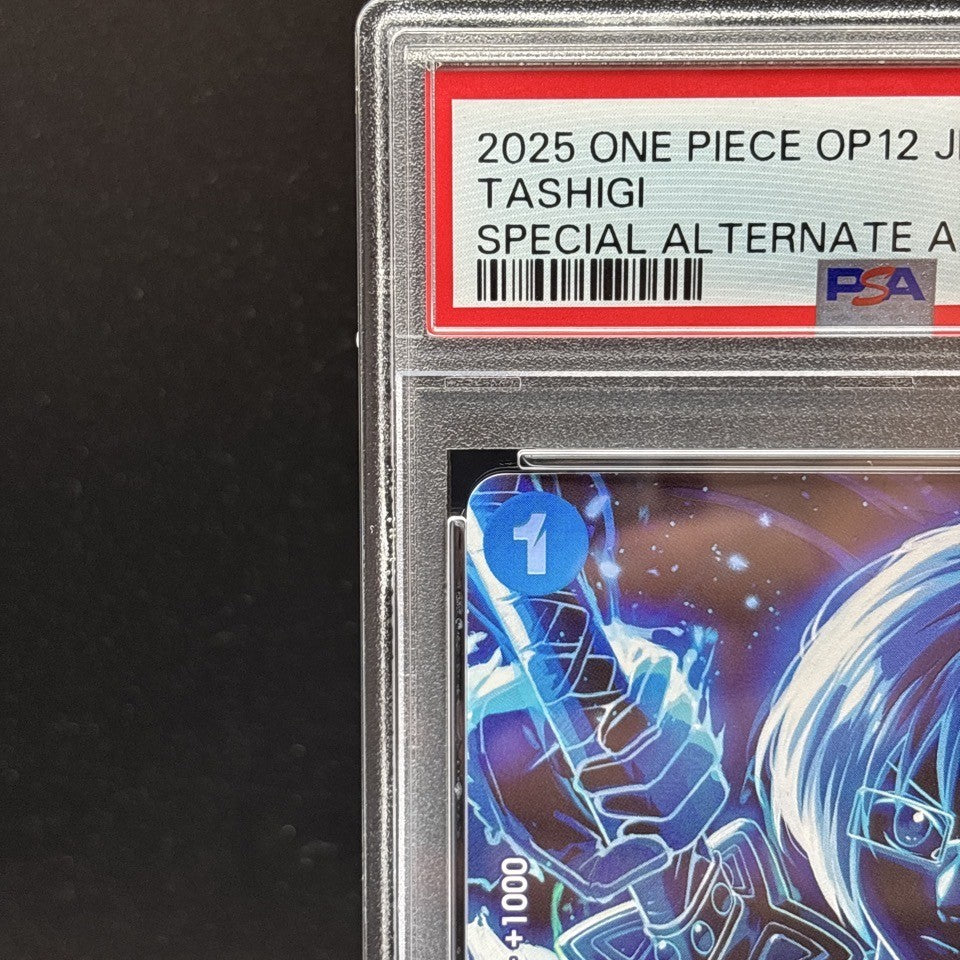 2025 ONE PIECE OP12 J
TASHIGI
SPECIAL ALTERNATE A
PSA
1
+1000